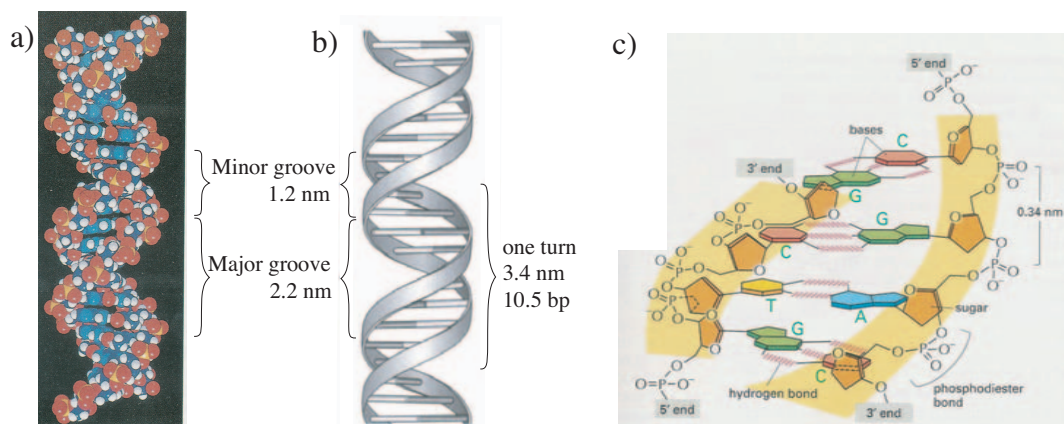 a)
b)
c)
Minor groove
1.2 nm
Major groove
2.2 nm
one turn
3.4 nm
10.5 bp
5′ end
O P O⁻
O⁻
O
bases
C
3′ end
G
O
O
O P O⁻
O⁻
O
0.34 nm
O⁻
O P O
O
C
G
O
O
O P O⁻
O
O⁻
O P O
O
T
A
sugar
O⁻
O P O
O
G
C
O
O P O⁻
O
hydrogen bond
phosphodiester
bond
O
O P O⁻
O⁻
5′ end
O
3′ end